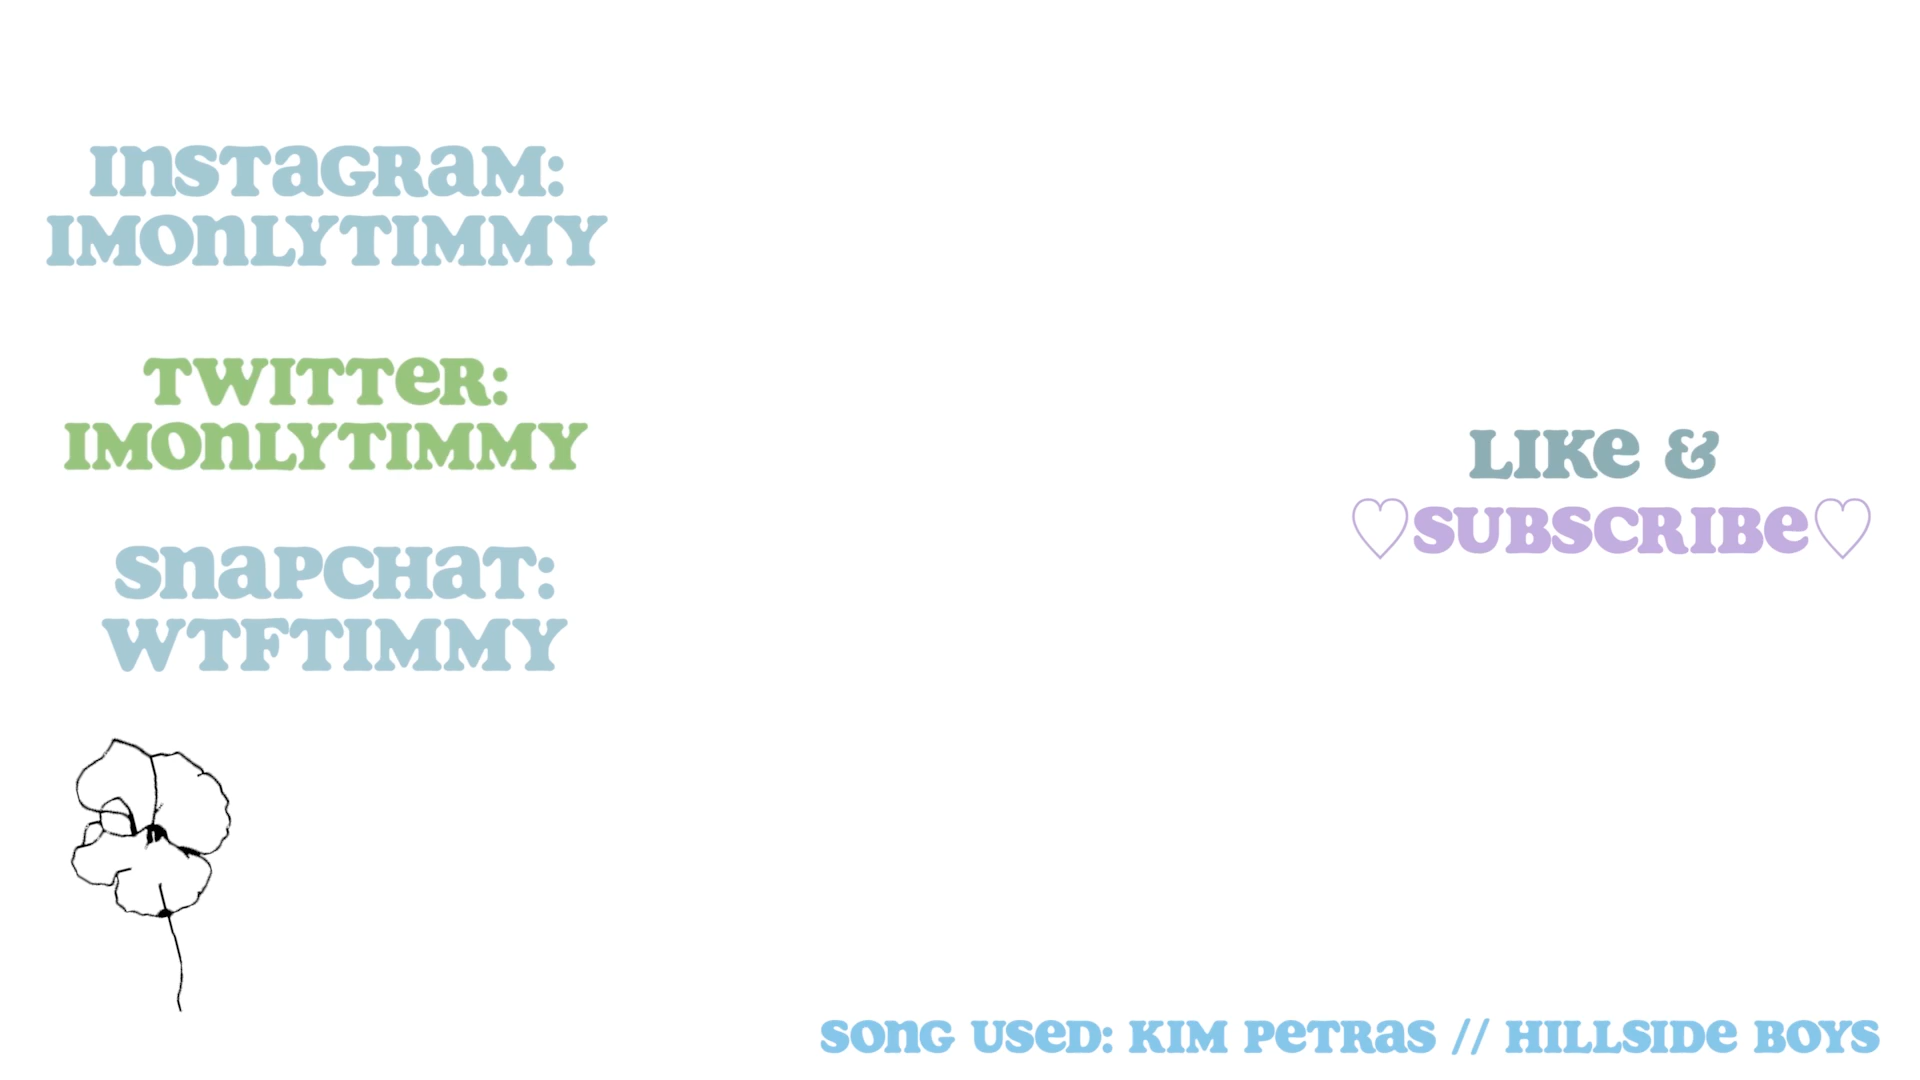 INSTAGRAM:
IMONLYTIMMY
TWITTER:
IMONLYTIMMY
SNAPCHAT:
WTFTIMMY
LIKE &
♡SUBSCRIBE♡
SONG USED: KIM PETRAS // HILLSIDE BOYS